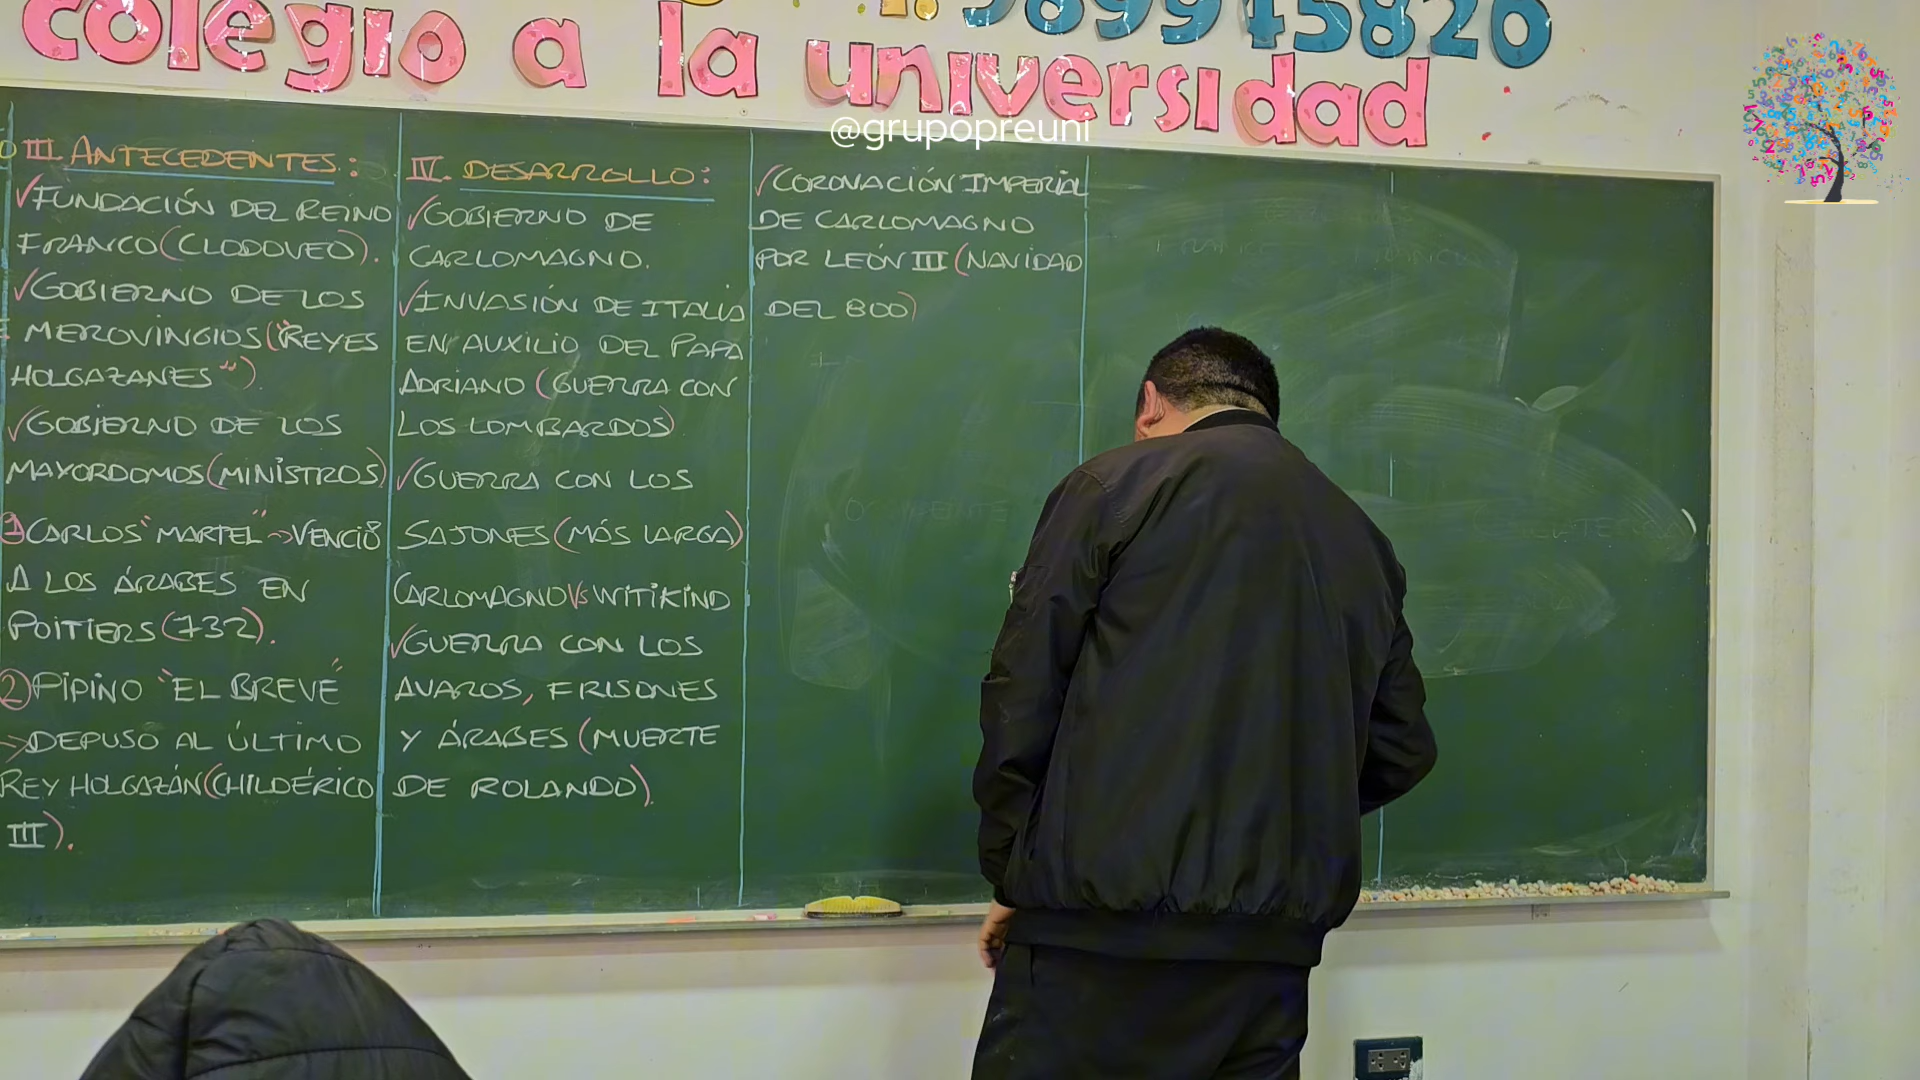 colegio a la universidad
989945820
@grupopreuni
III. ANTECEDENTES:
✓FUNDACIÓN DEL REINO
FRANCO (CLODOVEO).
✓GOBIERNO DE LOS
MEROVINGIOS ("REYES
HOLGAZANES").
✓GOBIERNO DE LOS
MAYORDOMOS (MINISTROS)
① CARLOS "MARTEL" → VENCIÓ
A LOS ÁRABES EN
POITIERS (732).
② PIPINO "EL BREVE"
→ DEPUSO AL ÚLTIMO
REY HOLGAZÁN (CHILDÉRICO
III).
IV. DESARROLLO:
✓GOBIERNO DE
CARLOMAGNO.
✓INVASIÓN DE ITALIA
EN AUXILIO DEL PAPA
ADRIANO (GUERRA CON
LOS LOMBARDOS)
✓GUERRA CON LOS
SAJONES (MÁS LARGA)
CARLOMAGNO Vs WITIKIND
✓GUERRA CON LOS
AVAROS, FRISONES
Y ÁRABES (MUERTE
DE ROLANDO).
✓CORONACIÓN IMPERIAL
DE CARLOMAGNO
POR LEÓN III (NAVIDAD
DEL 800)